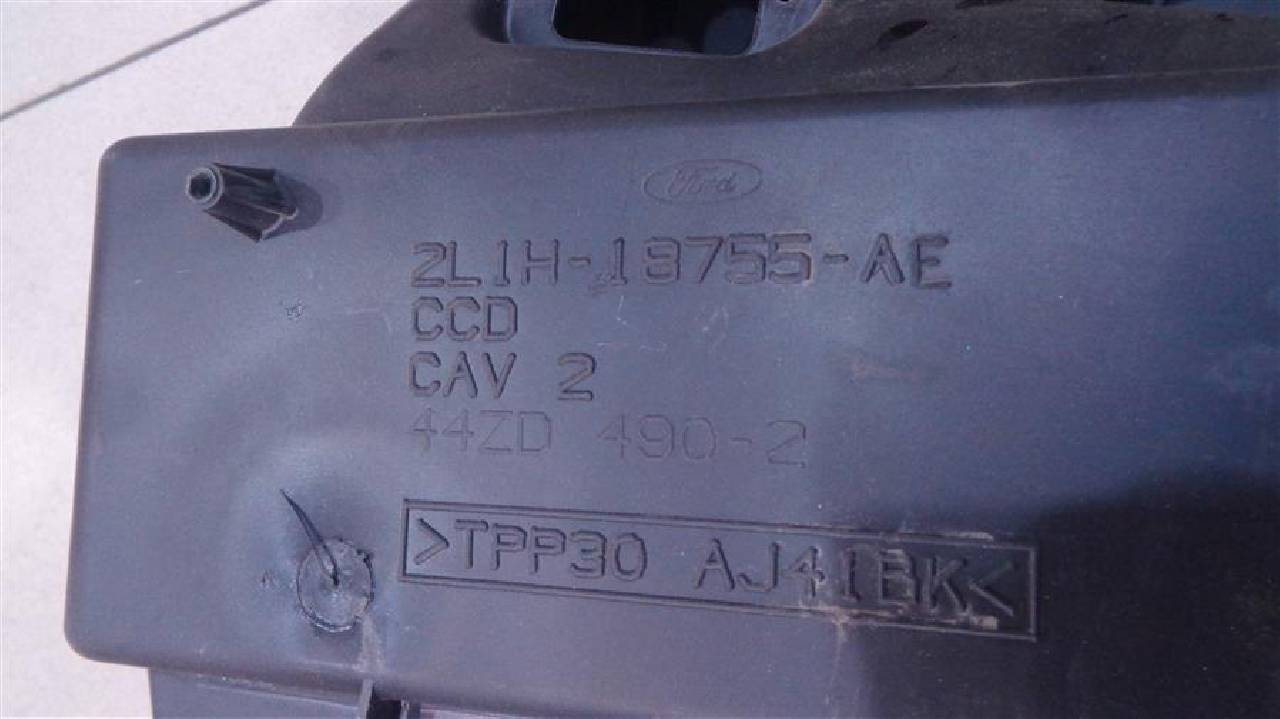 Ford
2L1H-18755-AE
CCD
CAV 2
44ZD 490-2
>TPP30 AJ41BK<